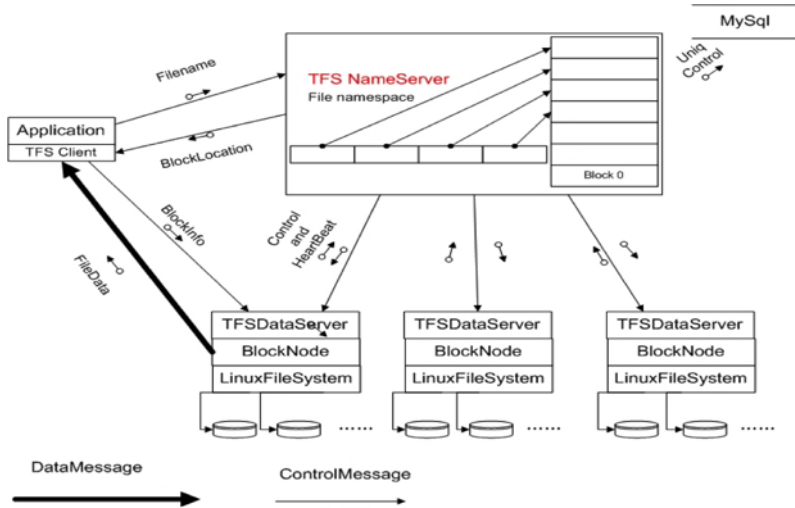 MySql
Uniq
Control
Filename
TFS NameServer
File namespace
Application
TFS Client
BlockLocation
Block 0
BlockInfo
Control
and
HeartBeat
FileData
TFSDataServer
TFSDataServer
TFSDataServer
BlockNode
BlockNode
BlockNode
LinuxFileSystem
LinuxFileSystem
LinuxFileSystem
......
......
......
DataMessage
ControlMessage